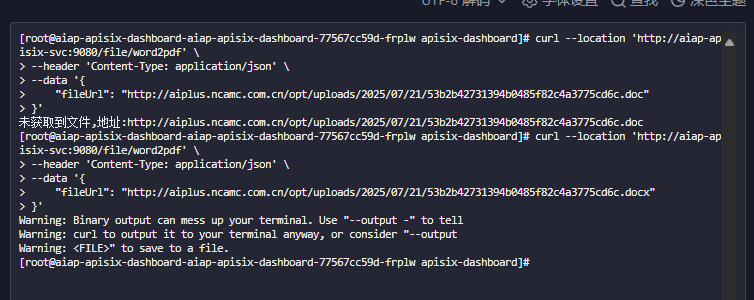 UTF-8 解码 字体设置 查找 深色主题
[root@aiap-apisix-dashboard-aiap-apisix-dashboard-77567cc59d-frplw apisix-dashboard]# curl --location 'http://aiap-ap
isix-svc:9080/file/word2pdf' \
> --header 'Content-Type: application/json' \
> --data '{
>     "fileUrl": "http://aiplus.ncamc.com.cn/opt/uploads/2025/07/21/53b2b42731394b0485f82c4a3775cd6c.doc"
> }'
未获取到文件,地址:http://aiplus.ncamc.com.cn/opt/uploads/2025/07/21/53b2b42731394b0485f82c4a3775cd6c.doc
[root@aiap-apisix-dashboard-aiap-apisix-dashboard-77567cc59d-frplw apisix-dashboard]# curl --location 'http://aiap-ap
isix-svc:9080/file/word2pdf' \
> --header 'Content-Type: application/json' \
> --data '{
>     "fileUrl": "http://aiplus.ncamc.com.cn/opt/uploads/2025/07/21/53b2b42731394b0485f82c4a3775cd6c.docx"
> }'
Warning: Binary output can mess up your terminal. Use "--output -" to tell
Warning: curl to output it to your terminal anyway, or consider "--output
Warning: <FILE>" to save to a file.
[root@aiap-apisix-dashboard-aiap-apisix-dashboard-77567cc59d-frplw apisix-dashboard]#